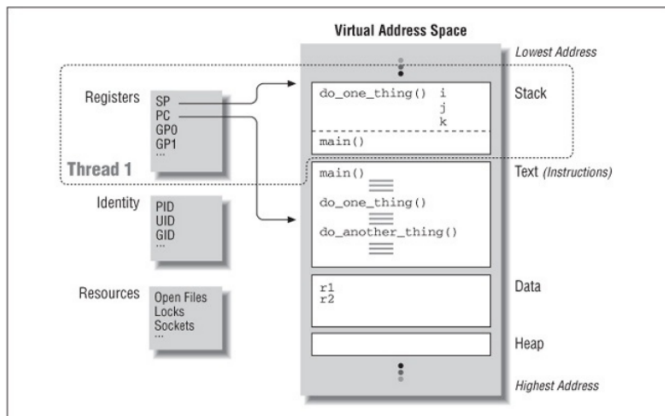 Virtual Address Space
Lowest Address
Registers
SP
PC
GP0
GP1
...
Thread 1
do_one_thing() i
j
k
main()
Stack
Identity
PID
UID
GID
...
main()
do_one_thing()
do_another_thing()
Text (Instructions)
Resources
Open Files
Locks
Sockets
...
r1
r2
Data
Heap
Highest Address